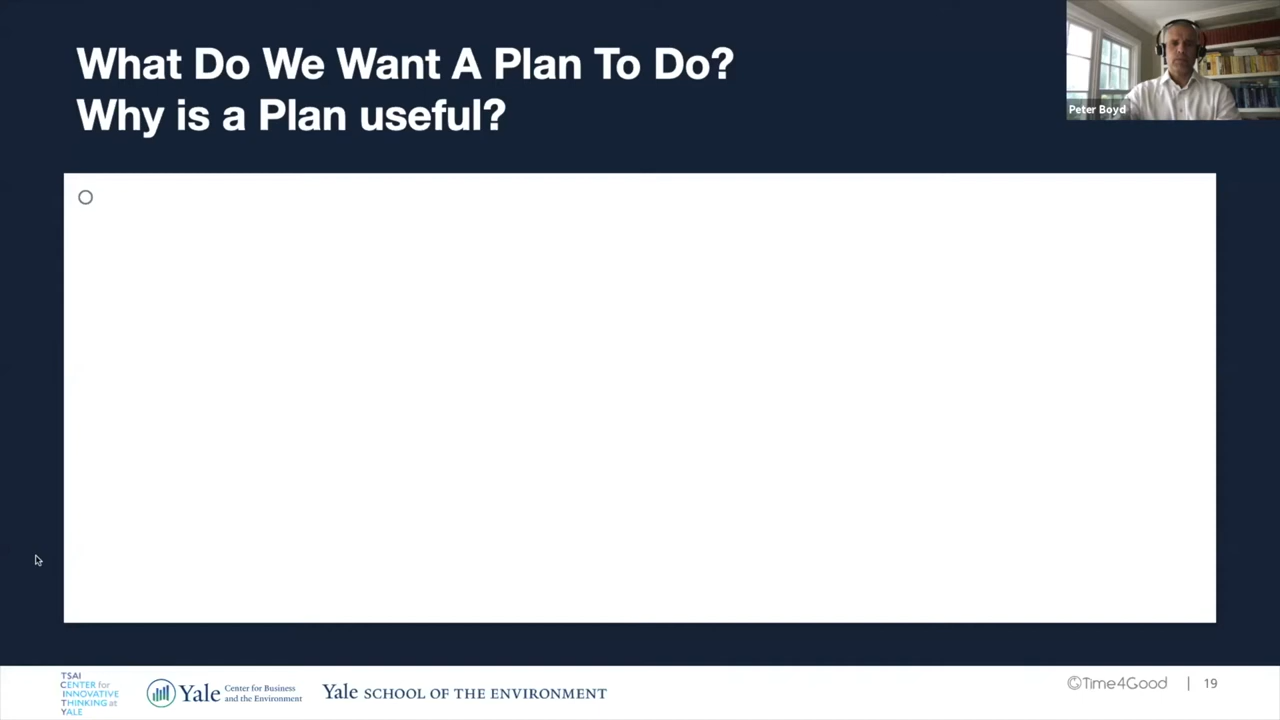 What Do We Want A Plan To Do?
Why is a Plan useful?
Peter Boyd
TSAI
CENTER for
INNOVATIVE
THINKING at
YALE
Yale Center for Business
and the Environment
Yale SCHOOL OF THE ENVIRONMENT
©Time4Good | 19